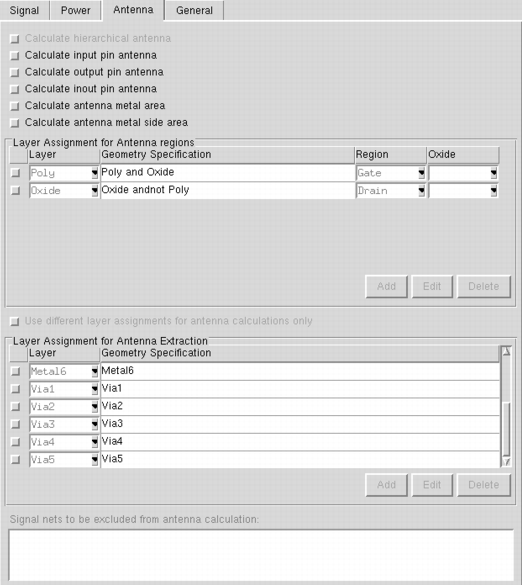 Signal Power Antenna General
Calculate hierarchical antenna
Calculate input pin antenna
Calculate output pin antenna
Calculate inout pin antenna
Calculate antenna metal area
Calculate antenna metal side area
Layer Assignment for Antenna regions
Layer Geometry Specification Region Oxide
Poly Poly and Oxide Gate
Oxide Oxide andnot Poly Drain
Add Edit Delete
Use different layer assignments for antenna calculations only
Layer Assignment for Antenna Extraction
Layer Geometry Specification
Metal6 Metal6
Via1 Via1
Via2 Via2
Via3 Via3
Via4 Via4
Via5 Via5
Add Edit Delete
Signal nets to be excluded from antenna calculation: